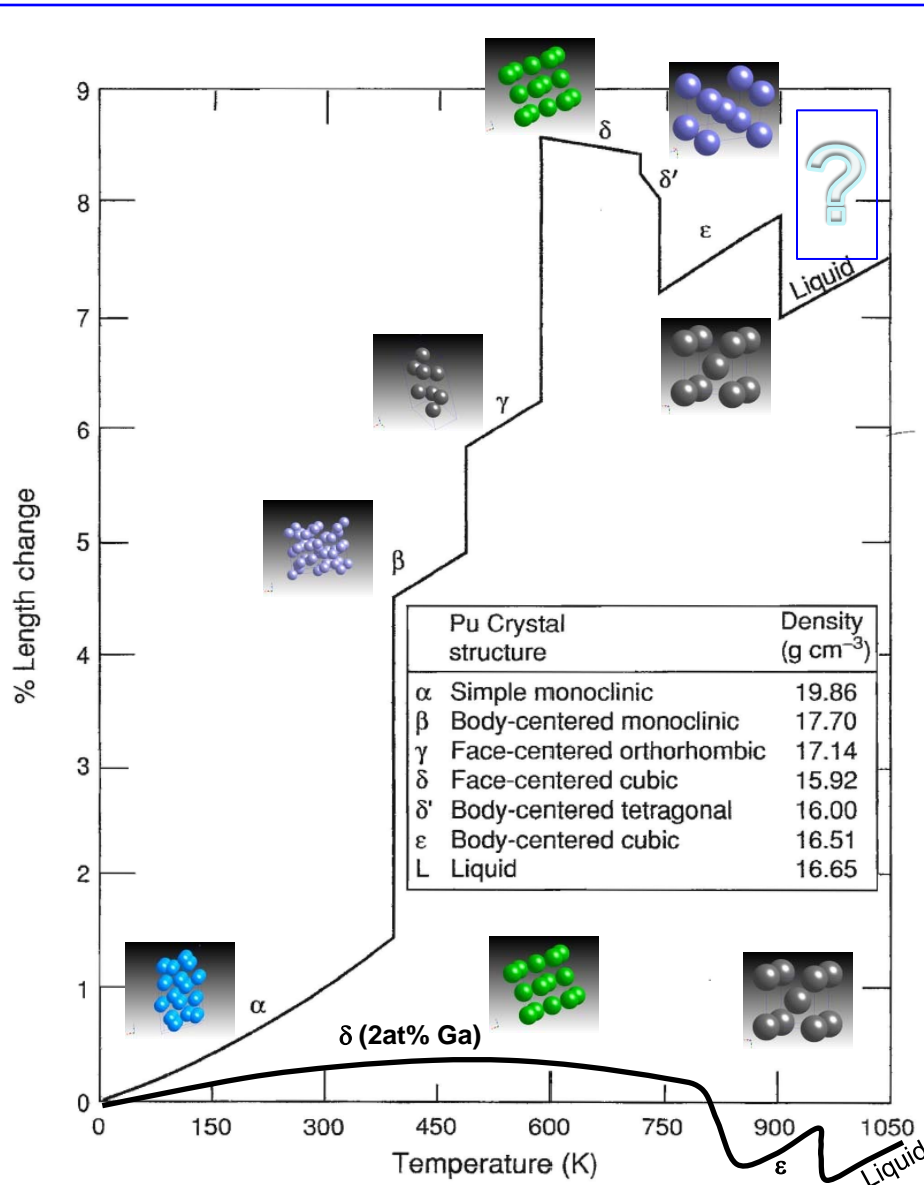 9
8
7
6
5
4
3
2
1
0
% Length change
δ
δ'
ε
?
Liquid
γ
β
α
Pu Crystal structure Density (g cm⁻³)
α Simple monoclinic 19.86
β Body-centered monoclinic 17.70
γ Face-centered orthorhombic 17.14
δ Face-centered cubic 15.92
δ' Body-centered tetragonal 16.00
ε Body-centered cubic 16.51
L Liquid 16.65
δ (2at% Ga)
0 150 300 450 600 750 900 1050
Temperature (K)
ε
Liquid